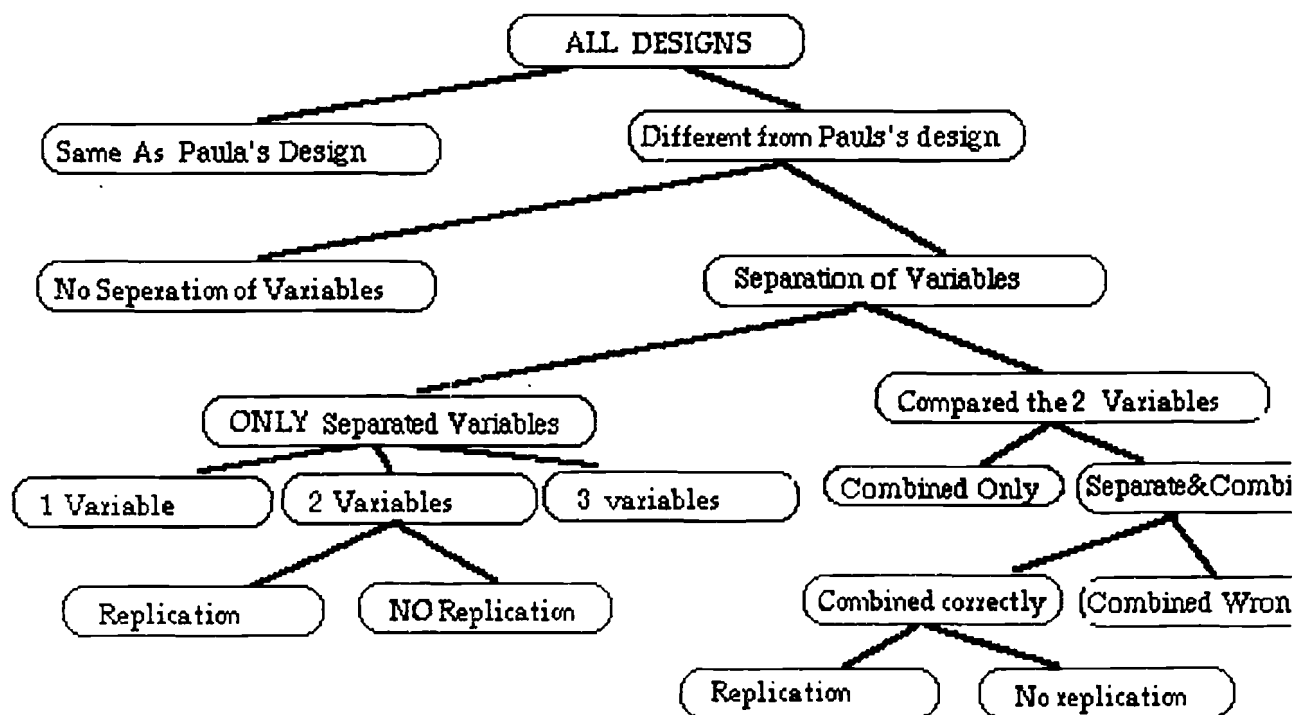 ALL DESIGNS
Same As Paula's Design
Different from Pauls's design
No Seperation of Variables
Separation of Variables
ONLY Separated Variables
Compared the 2 Variables
1 Variable
2 Variables
3 variables
Combined Only
Separate&Combi
Replication
NO Replication
Combined correctly
Combined Wron
Replication
No replication